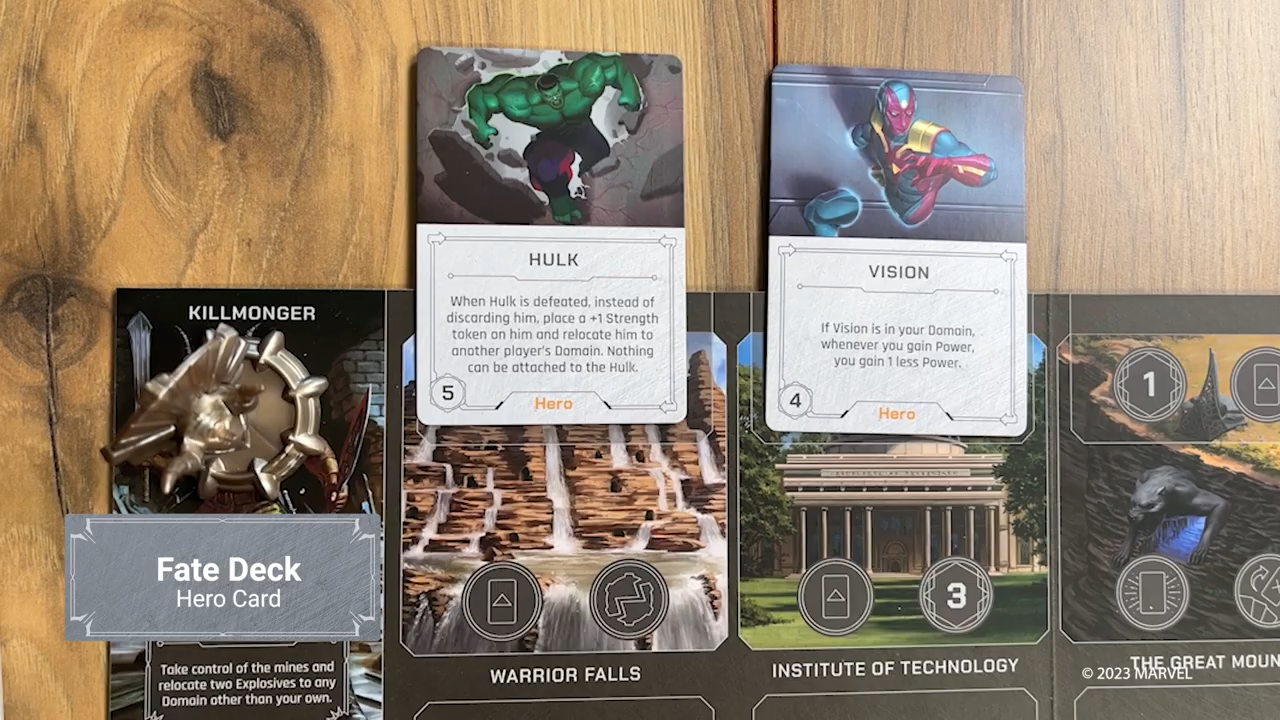 HULK
When Hulk is defeated, instead of
discarding him, place a +1 Strength
taken on him and relocate him to
another player's Domain. Nothing
can be attached to the Hulk.
5
Hero
VISION
If Vision is in your Domain,
whenever you gain Power,
you gain 1 less Power.
4
Hero
KILLMONGER
1
Fate Deck
Hero Card
3
Take control of the mines and
relocate two Explosives to any
Domain other than your own.
WARRIOR FALLS
INSTITUTE OF TECHNOLOGY
THE GREAT MOUN
© 2023 MARVEL